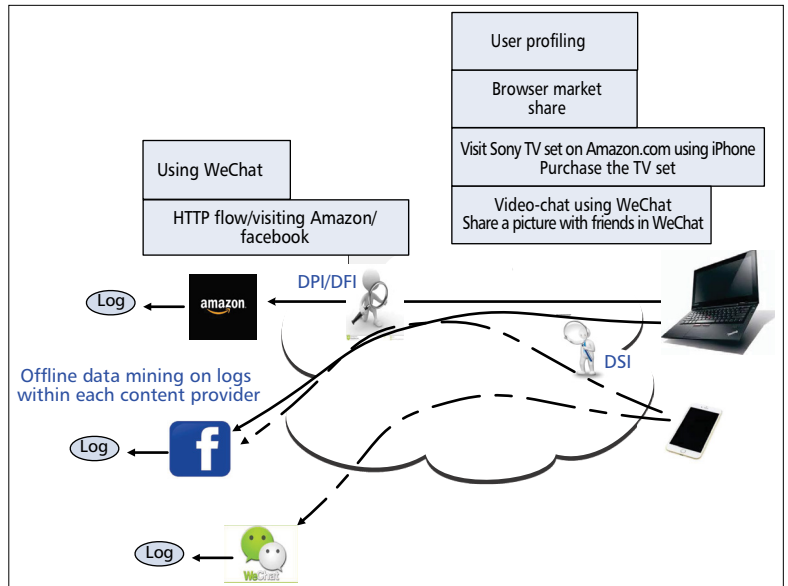 User profiling
Browser market
share
Visit Sony TV set on Amazon.com using iPhone
Purchase the TV set
Video-chat using WeChat
Share a picture with friends in WeChat
Using WeChat
HTTP flow/visiting Amazon/
facebook
DPI/DFI
Log
amazon
DSI
Offline data mining on logs
within each content provider
Log
f
Log
WeChat